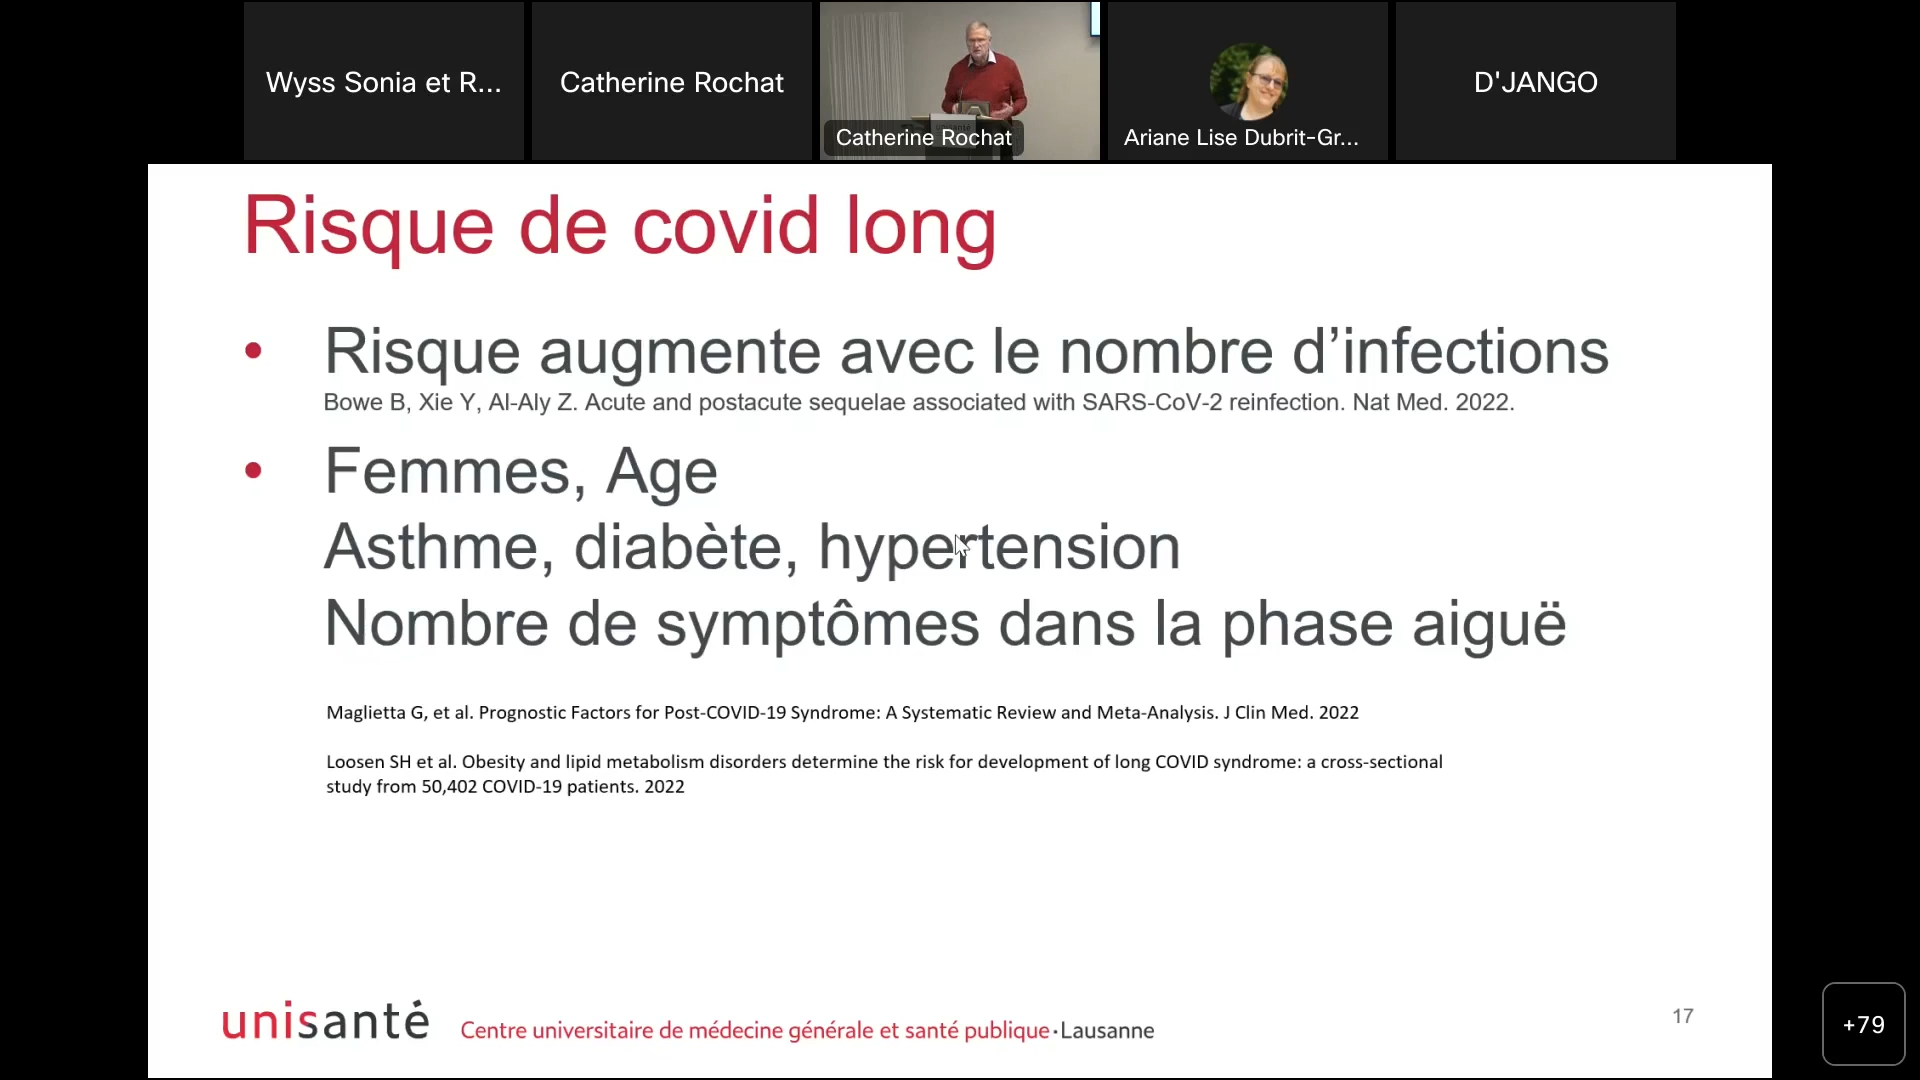 Wyss Sonia et R...
Catherine Rochat
Catherine Rochat
Ariane Lise Dubrit-Gr...
D'JANGO
Risque de covid long
• Risque augmente avec le nombre d’infections
Bowe B, Xie Y, Al-Aly Z. Acute and postacute sequelae associated with SARS-CoV-2 reinfection. Nat Med. 2022.
• Femmes, Age
Asthme, diabète, hypertension
Nombre de symptômes dans la phase aiguë
Maglietta G, et al. Prognostic Factors for Post-COVID-19 Syndrome: A Systematic Review and Meta-Analysis. J Clin Med. 2022
Loosen SH et al. Obesity and lipid metabolism disorders determine the risk for development of long COVID syndrome: a cross-sectional
study from 50,402 COVID-19 patients. 2022
unisanté
Centre universitaire de médecine générale et santé publique · Lausanne
17
+79